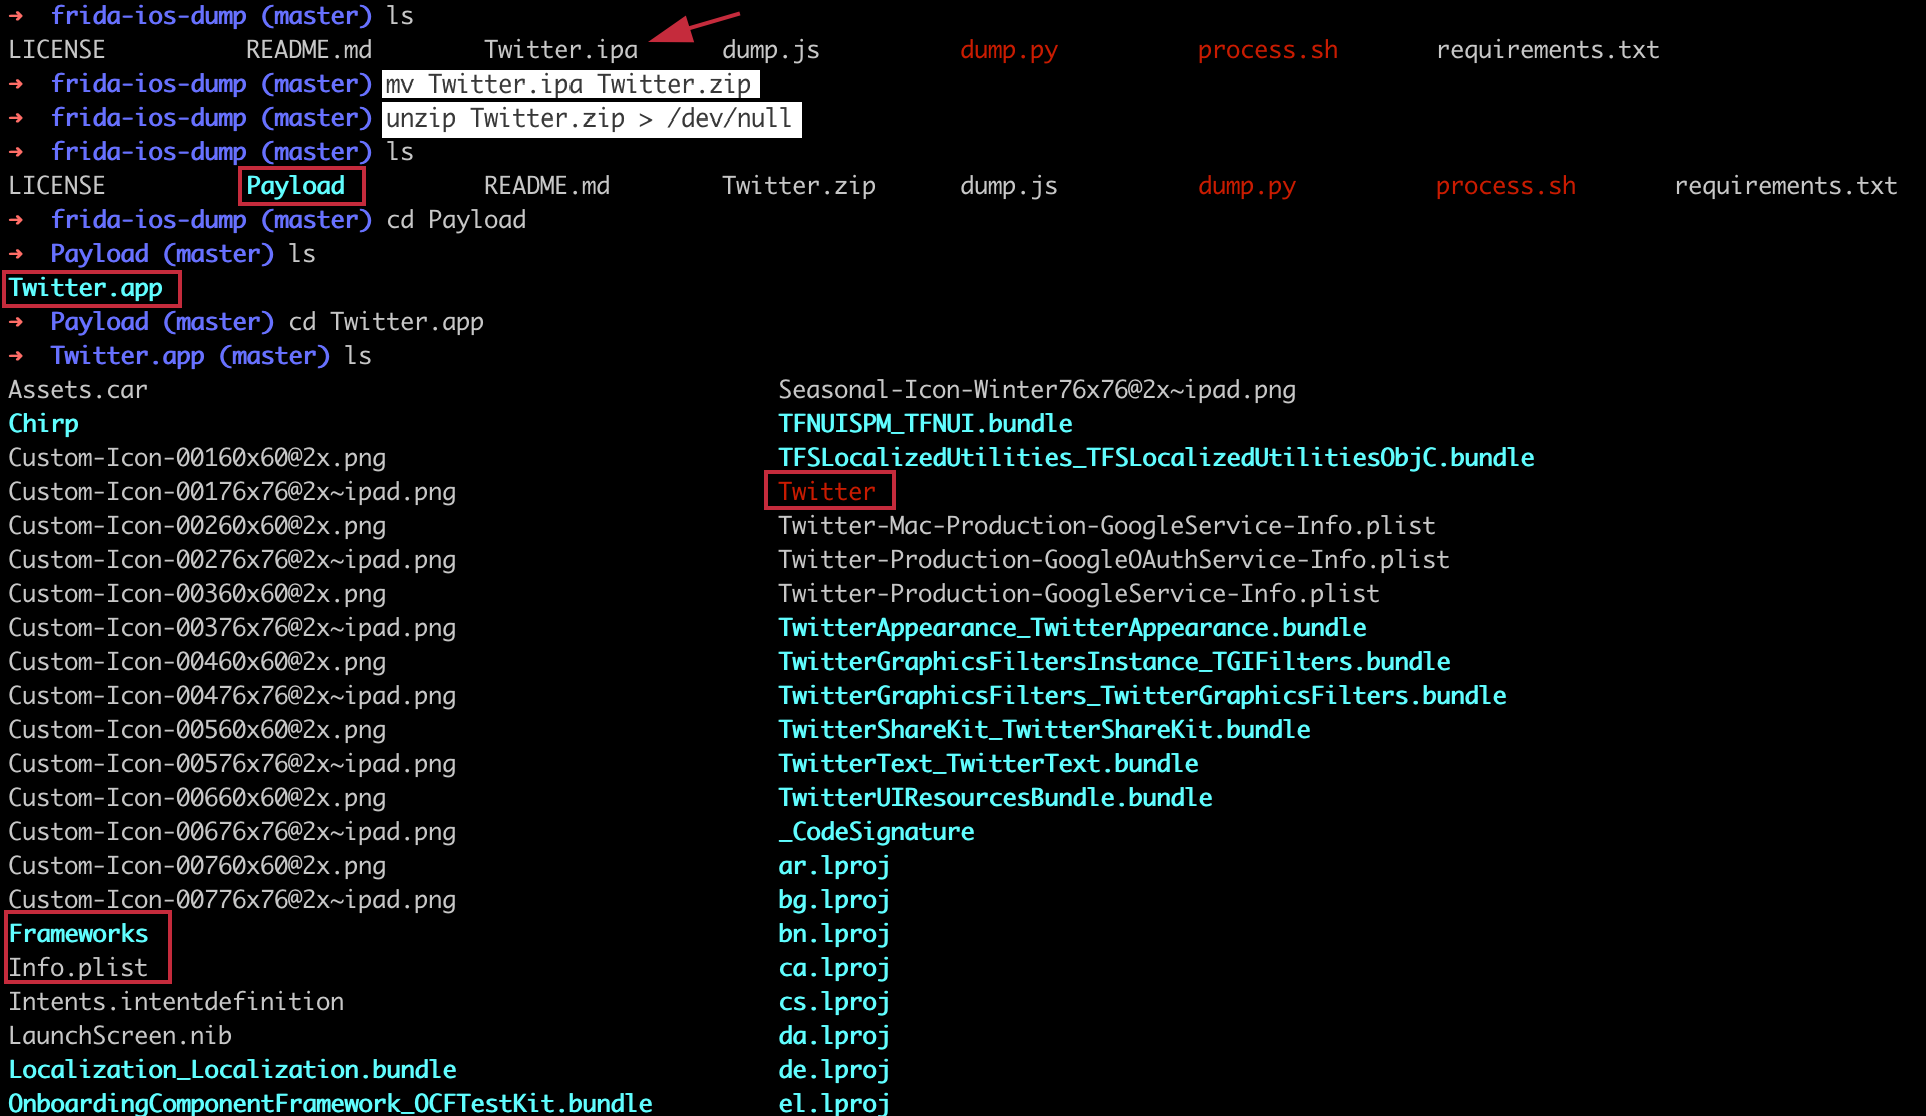 ➜ frida-ios-dump (master) ls
LICENSE README.md Twitter.ipa dump.js dump.py process.sh requirements.txt
➜ frida-ios-dump (master) mv Twitter.ipa Twitter.zip
➜ frida-ios-dump (master) unzip Twitter.zip > /dev/null
➜ frida-ios-dump (master) ls
LICENSE Payload README.md Twitter.zip dump.js dump.py process.sh requirements.txt
➜ frida-ios-dump (master) cd Payload
➜ Payload (master) ls
Twitter.app
➜ Payload (master) cd Twitter.app
➜ Twitter.app (master) ls
Assets.car Seasonal-Icon-Winter76x76@2x~ipad.png
Chirp TFNUISPM_TFNUI.bundle
Custom-Icon-00160x60@2x.png TFSLocalizedUtilities_TFSLocalizedUtilitiesObjC.bundle
Custom-Icon-00176x76@2x~ipad.png Twitter
Custom-Icon-00260x60@2x.png Twitter-Mac-Production-GoogleService-Info.plist
Custom-Icon-00276x76@2x~ipad.png Twitter-Production-GoogleOAuthService-Info.plist
Custom-Icon-00360x60@2x.png Twitter-Production-GoogleService-Info.plist
Custom-Icon-00376x76@2x~ipad.png TwitterAppearance_TwitterAppearance.bundle
Custom-Icon-00460x60@2x.png TwitterGraphicsFiltersInstance_TGIFilters.bundle
Custom-Icon-00476x76@2x~ipad.png TwitterGraphicsFilters_TwitterGraphicsFilters.bundle
Custom-Icon-00560x60@2x.png TwitterShareKit_TwitterShareKit.bundle
Custom-Icon-00576x76@2x~ipad.png TwitterText_TwitterText.bundle
Custom-Icon-00660x60@2x.png TwitterUIResourcesBundle.bundle
Custom-Icon-00676x76@2x~ipad.png _CodeSignature
Custom-Icon-00760x60@2x.png ar.lproj
Custom-Icon-00776x76@2x~ipad.png bg.lproj
Frameworks bn.lproj
Info.plist ca.lproj
Intents.intentdefinition cs.lproj
LaunchScreen.nib da.lproj
Localization_Localization.bundle de.lproj
OnboardingComponentFramework_OCFTestKit.bundle el.lproj